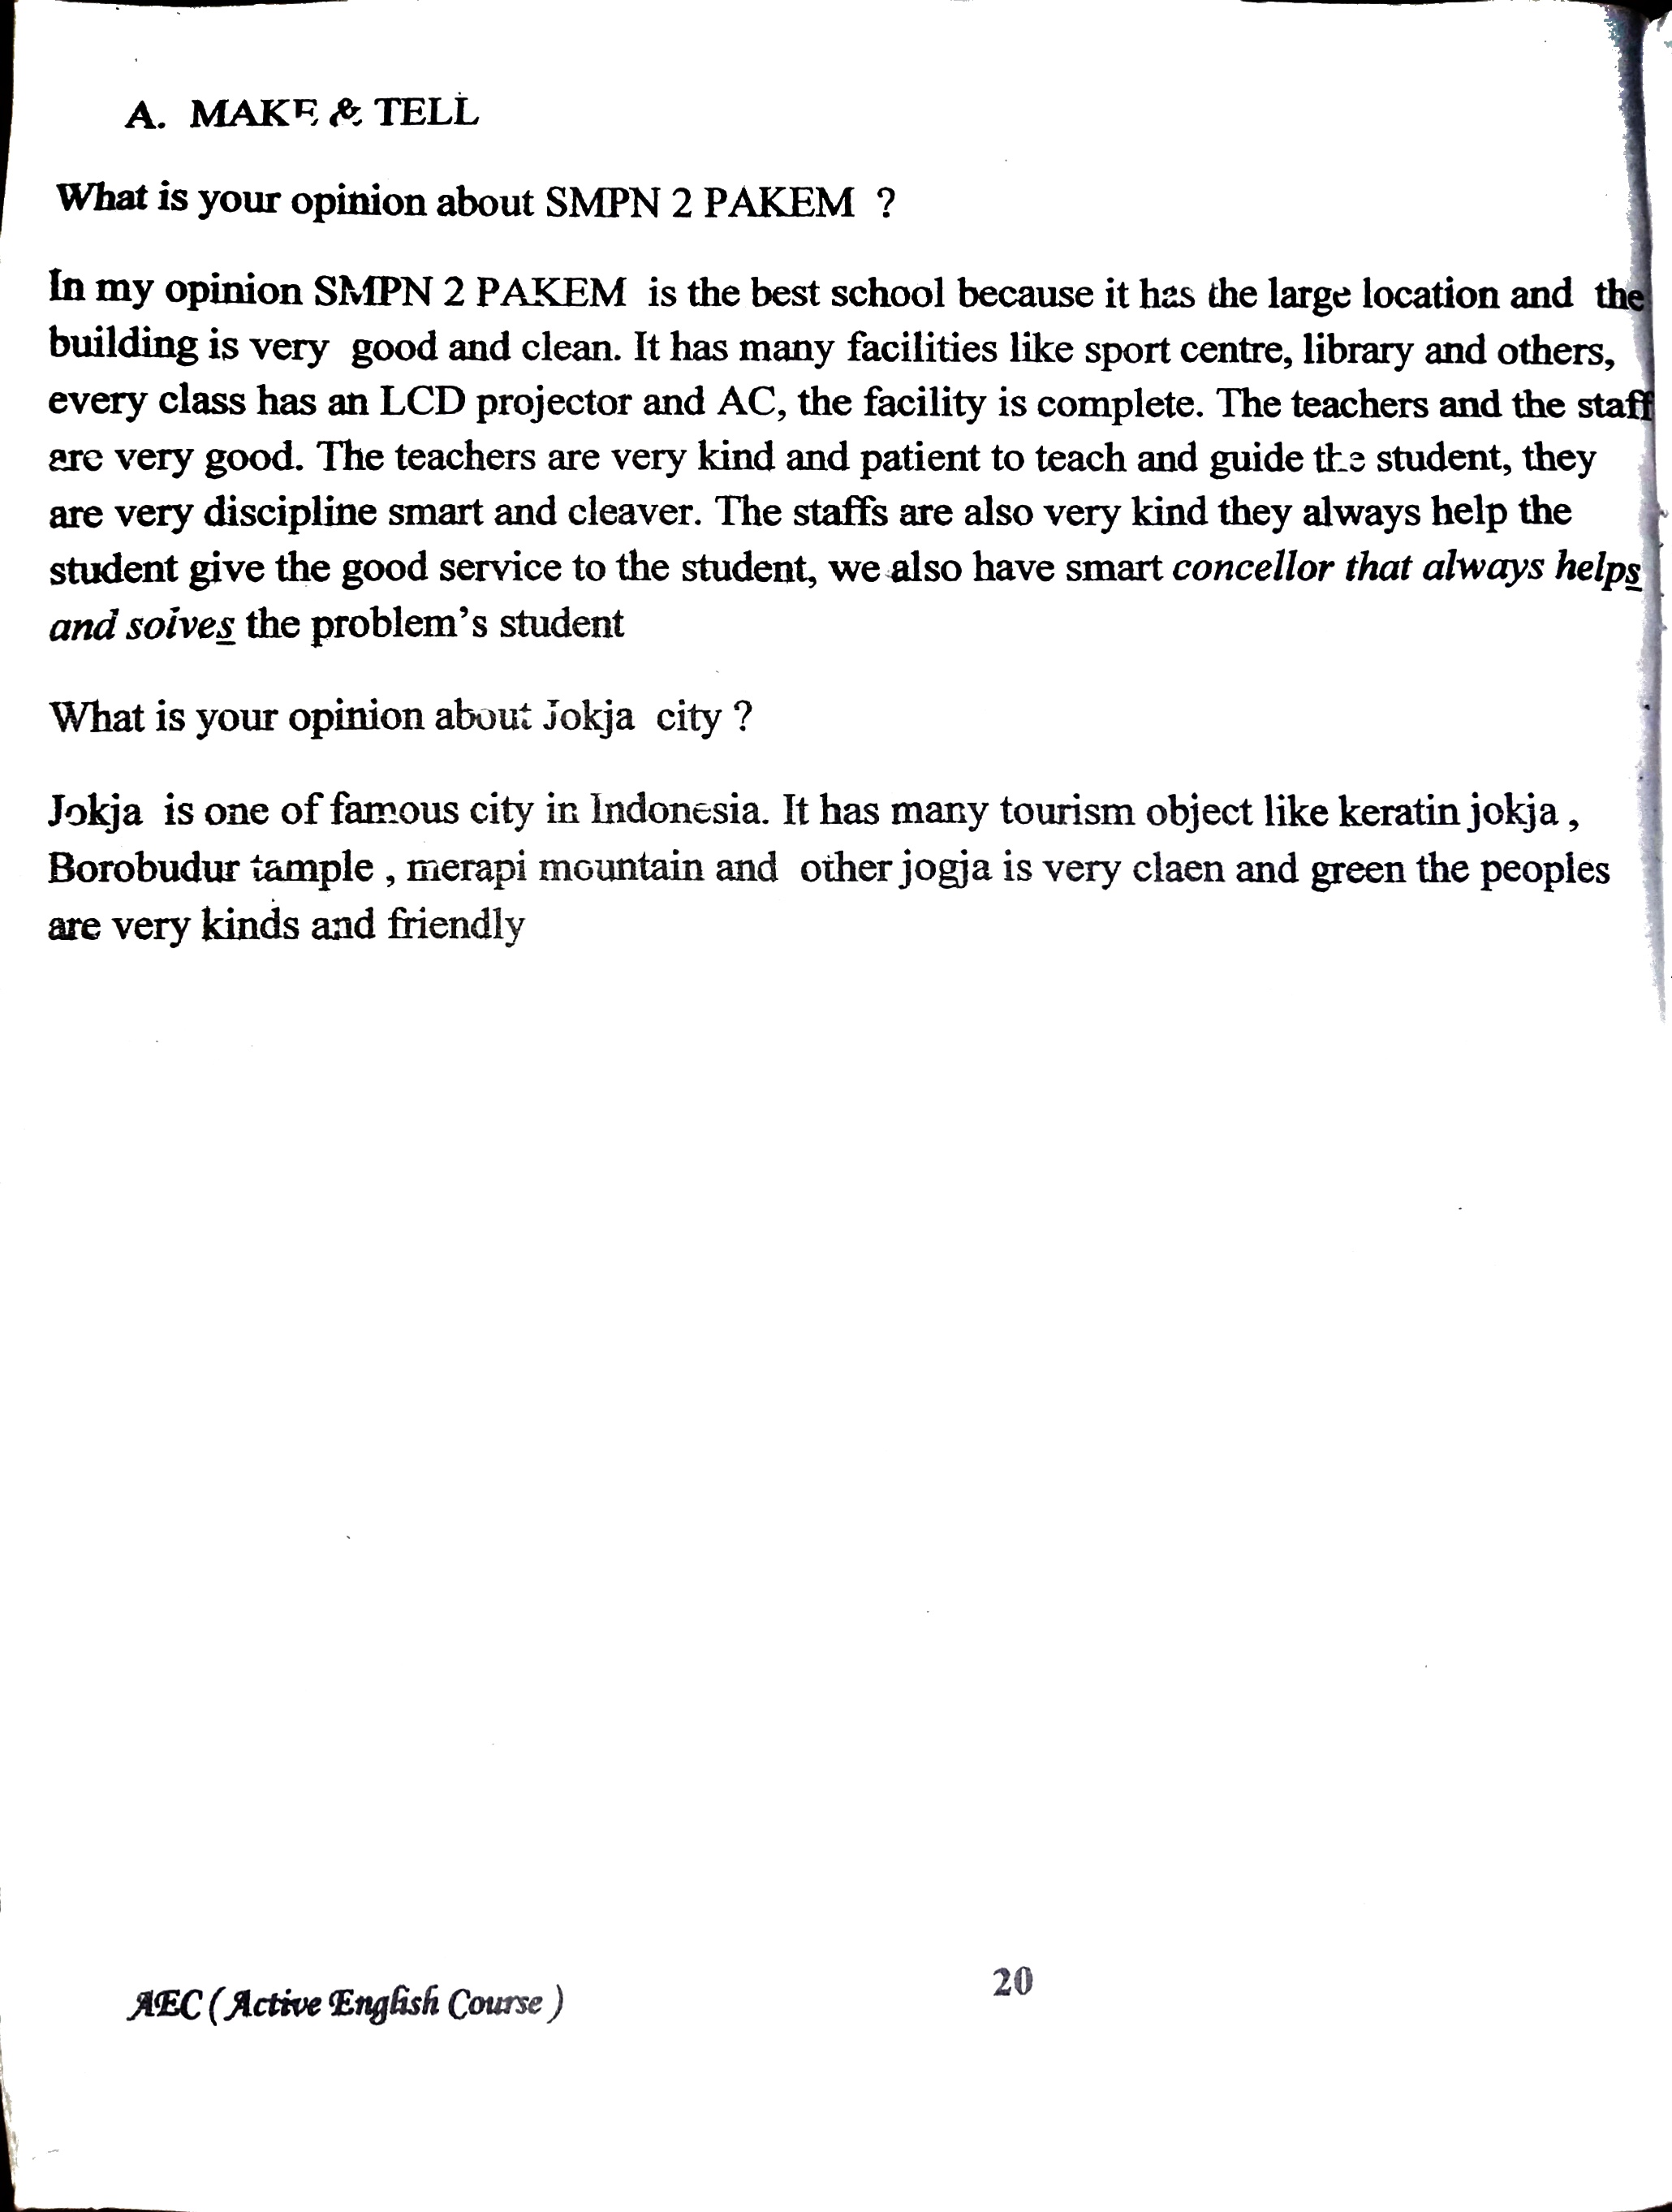 A. MAKE & TELL
What is your opinion about SMPN 2 PAKEM ?
In my opinion SMPN 2 PAKEM is the best school because it has the large location and the
building is very good and clean. It has many facilities like sport centre, library and others,
every class has an LCD projector and AC, the facility is complete. The teachers and the staff
are very good. The teachers are very kind and patient to teach and guide the student, they
are very discipline smart and cleaver. The staffs are also very kind they always help the
student give the good service to the student, we also have smart concellor that always helps
and solves the problem's student
What is your opinion about Jokja city ?
Jokja is one of famous city in Indonesia. It has many tourism object like keratin jokja ,
Borobudur tample , merapi mountain and other jogja is very claen and green the peoples
are very kinds and friendly
AEC ( Active English Course )
20